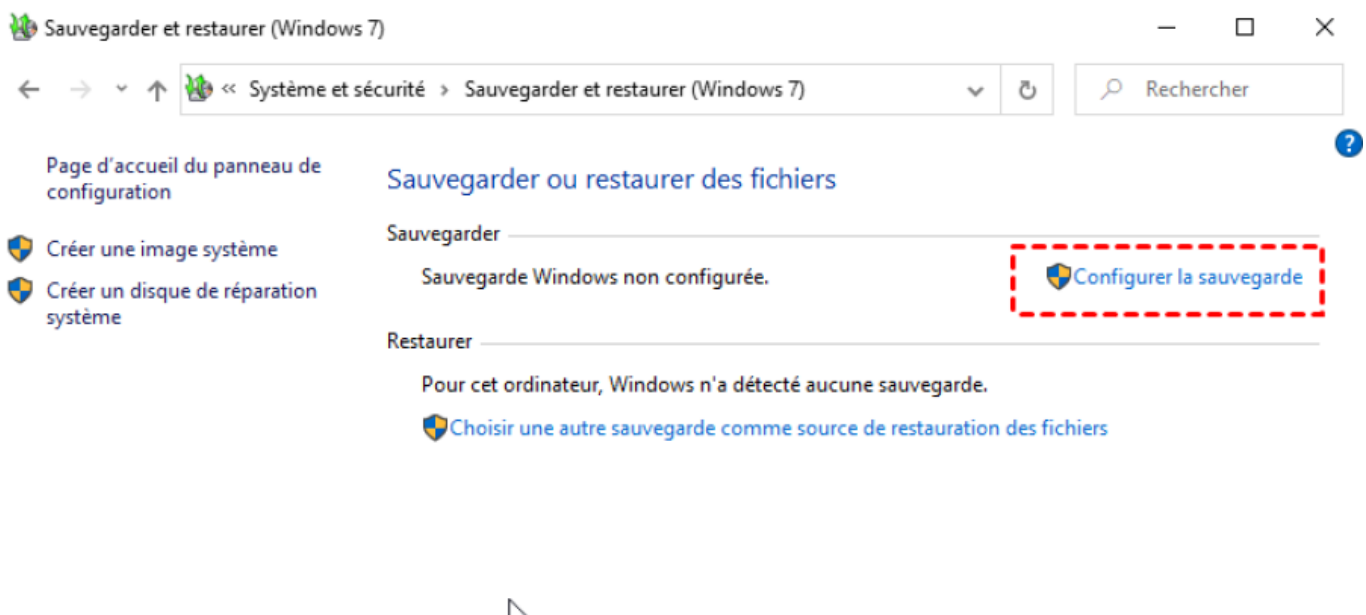 Sauvegarder et restaurer (Windows 7)
« Système et sécurité > Sauvegarder et restaurer (Windows 7)
Rechercher
Page d'accueil du panneau de
configuration
Créer une image système
Créer un disque de réparation
système
Sauvegarder ou restaurer des fichiers
Sauvegarder
Sauvegarde Windows non configurée.
Configurer la sauvegarde
Restaurer
Pour cet ordinateur, Windows n'a détecté aucune sauvegarde.
Choisir une autre sauvegarde comme source de restauration des fichiers